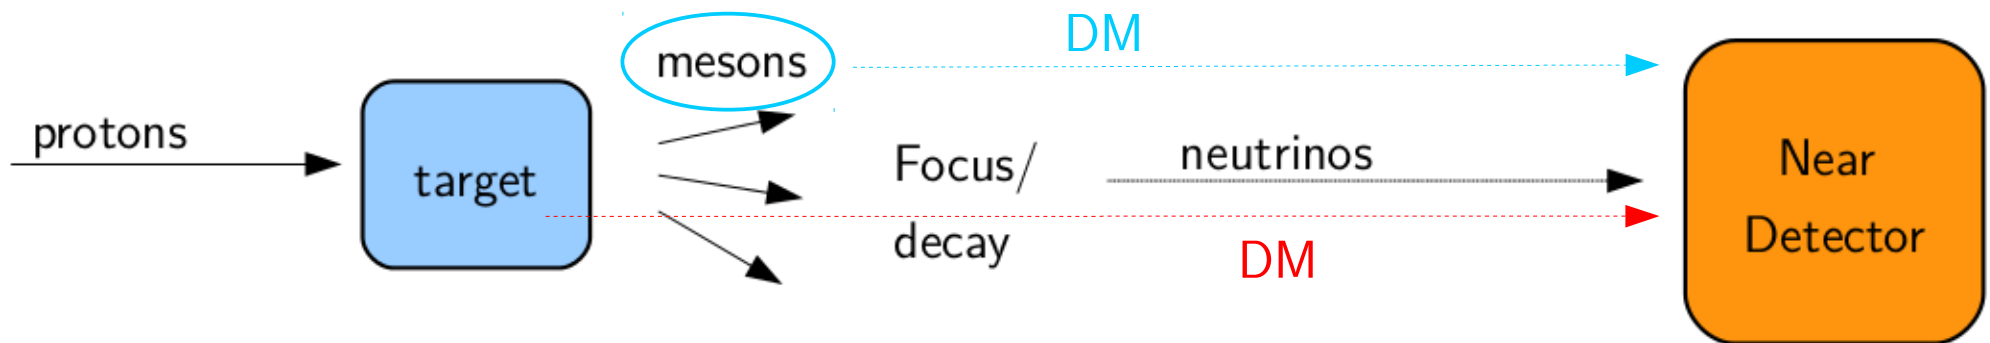 protons
target
mesons
DM
Focus/
decay
neutrinos
DM
Near
Detector